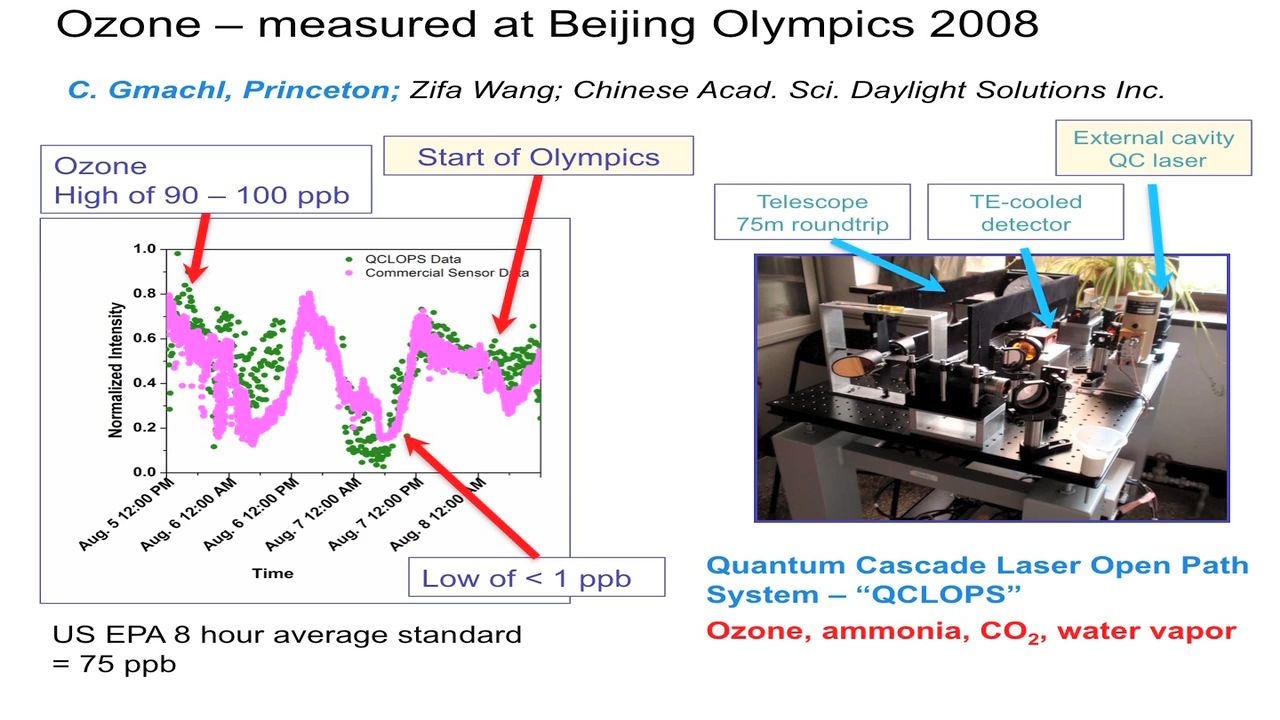 Ozone – measured at Beijing Olympics 2008
C. Gmachl, Princeton; Zifa Wang; Chinese Acad. Sci. Daylight Solutions Inc.
Ozone
High of 90 – 100 ppb
Start of Olympics
External cavity
QC laser
Telescope
75m roundtrip
TE-cooled
detector
QCLOPS Data
Commercial Sensor Data
Normalized Intensity
1.0
0.8
0.6
0.4
0.2
0.0
Aug. 5 12:00 PM
Aug. 6 12:00 AM
Aug. 6 12:00 PM
Aug. 7 12:00 AM
Aug. 7 12:00 PM
Aug. 8 12:00 AM
Time
Low of < 1 ppb
US EPA 8 hour average standard
= 75 ppb
Quantum Cascade Laser Open Path
System – “QCLOPS”
Ozone, ammonia, CO₂, water vapor